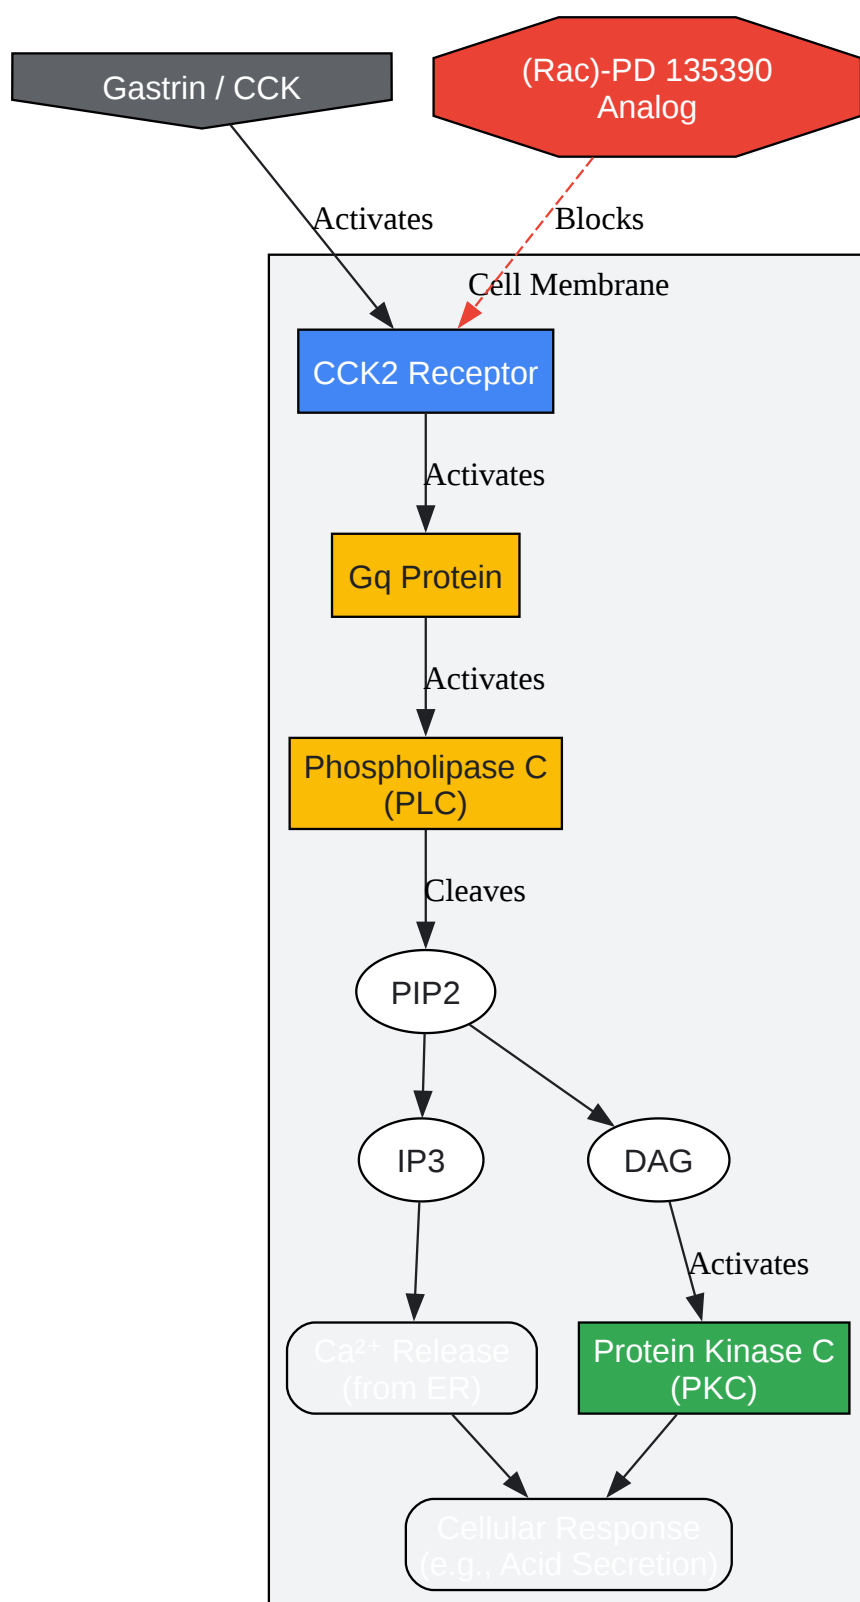 Gastrin / CCK
(Rac)-PD 135390
Analog
Activates
Blocks
Cell Membrane
CCK2 Receptor
Activates
Gq Protein
Activates
Phospholipase C
(PLC)
Cleaves
PIP2
IP3
DAG
Activates
Ca²⁺ Release
(from ER)
Protein Kinase C
(PKC)
Cellular Response
(e.g., Acid Secretion)